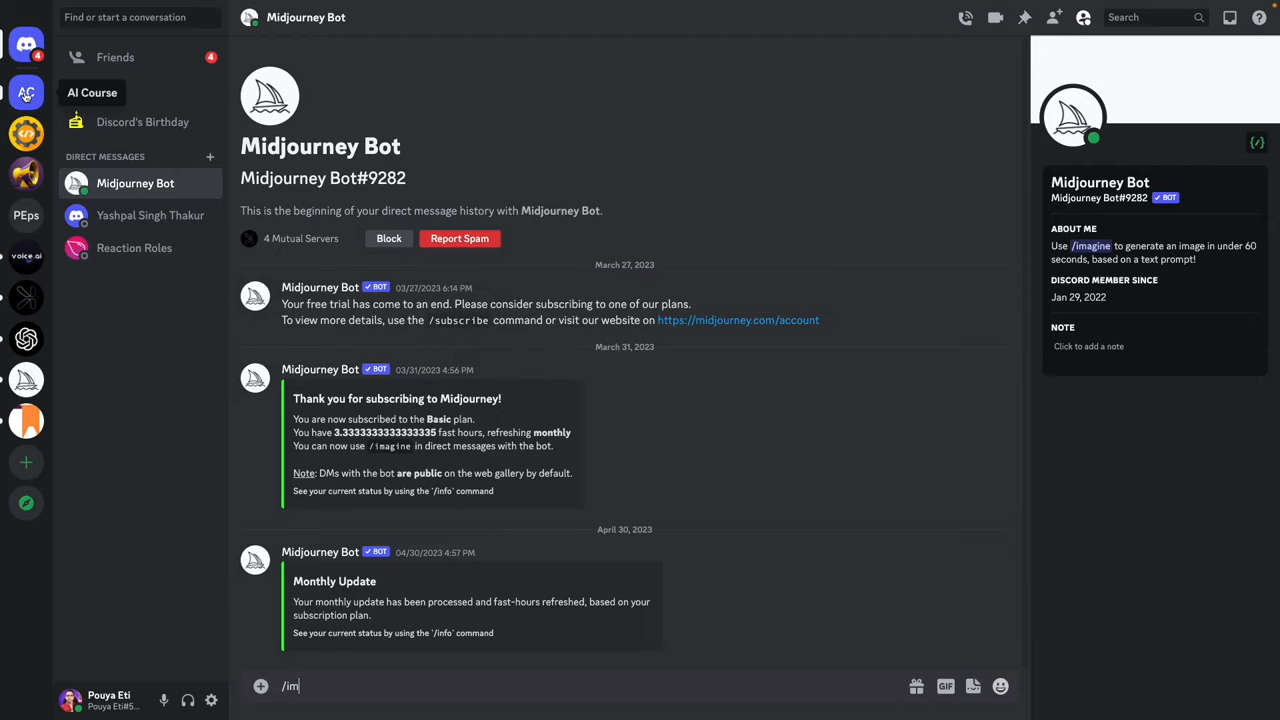 Find or start a conversation
Midjourney Bot
Search
4
Friends
4
AC
AI Course
Discord's Birthday
DIRECT MESSAGES
Midjourney Bot
Yashpal Singh Thakur
Reaction Roles
PEps
voice.ai
Midjourney Bot
Midjourney Bot#9282
This is the beginning of your direct message history with Midjourney Bot.
4 Mutual Servers
Block
Report Spam
March 27, 2023
Midjourney Bot ✓ BOT 03/27/2023 6:14 PM
Your free trial has come to an end. Please consider subscribing to one of our plans.
To view more details, use the /subscribe command or visit our website on https://midjourney.com/account
March 31, 2023
Midjourney Bot ✓ BOT 03/31/2023 4:56 PM
Thank you for subscribing to Midjourney!
You are now subscribed to the Basic plan.
You have 3.3333333333333335 fast hours, refreshing monthly
You can now use /imagine in direct messages with the bot.
Note: DMs with the bot are public on the web gallery by default.
See your current status by using the `/info` command
April 30, 2023
Midjourney Bot ✓ BOT 04/30/2023 4:57 PM
Monthly Update
Your monthly update has been processed and fast-hours refreshed, based on your
subscription plan.
See your current status by using the `/info` command
/im
GIF
Pouya Eti
Pouya Eti#5...
{/}
Midjourney Bot
Midjourney Bot#9282 ✓ BOT
ABOUT ME
Use /imagine to generate an image in under 60
seconds, based on a text prompt!
DISCORD MEMBER SINCE
Jan 29, 2022
NOTE
Click to add a note